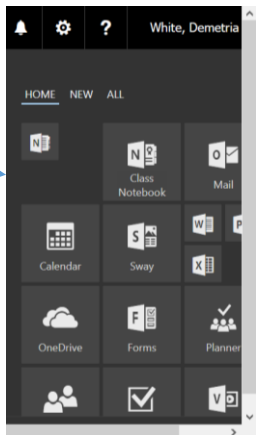 ? White, Demetria
HOME NEW ALL
N
N Class Notebook
O Mail
Calendar
S Sway
W P
X
OneDrive
F Forms
Planner
V